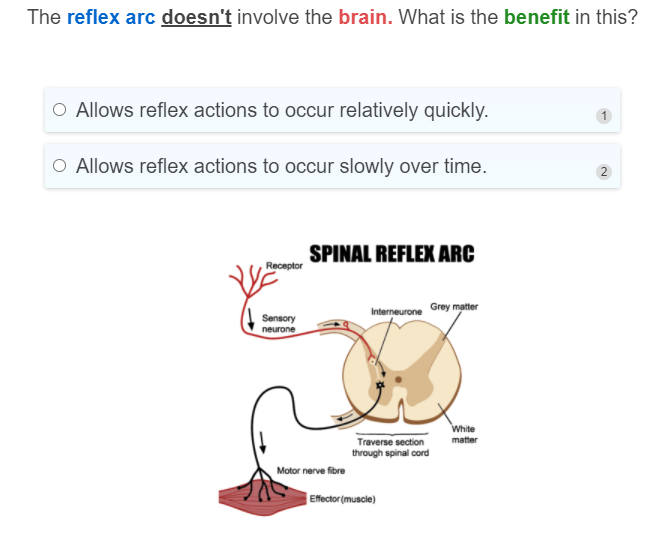 The reflex arc doesn't involve the brain. What is the benefit in this?
Allows reflex actions to occur relatively quickly.
1
Allows reflex actions to occur slowly over time.
2
SPINAL REFLEX ARC
Receptor
Sensory
neurone
Interneurone
Grey matter
White
matter
Traverse section
through spinal cord
Motor nerve fibre
Effector (muscle)